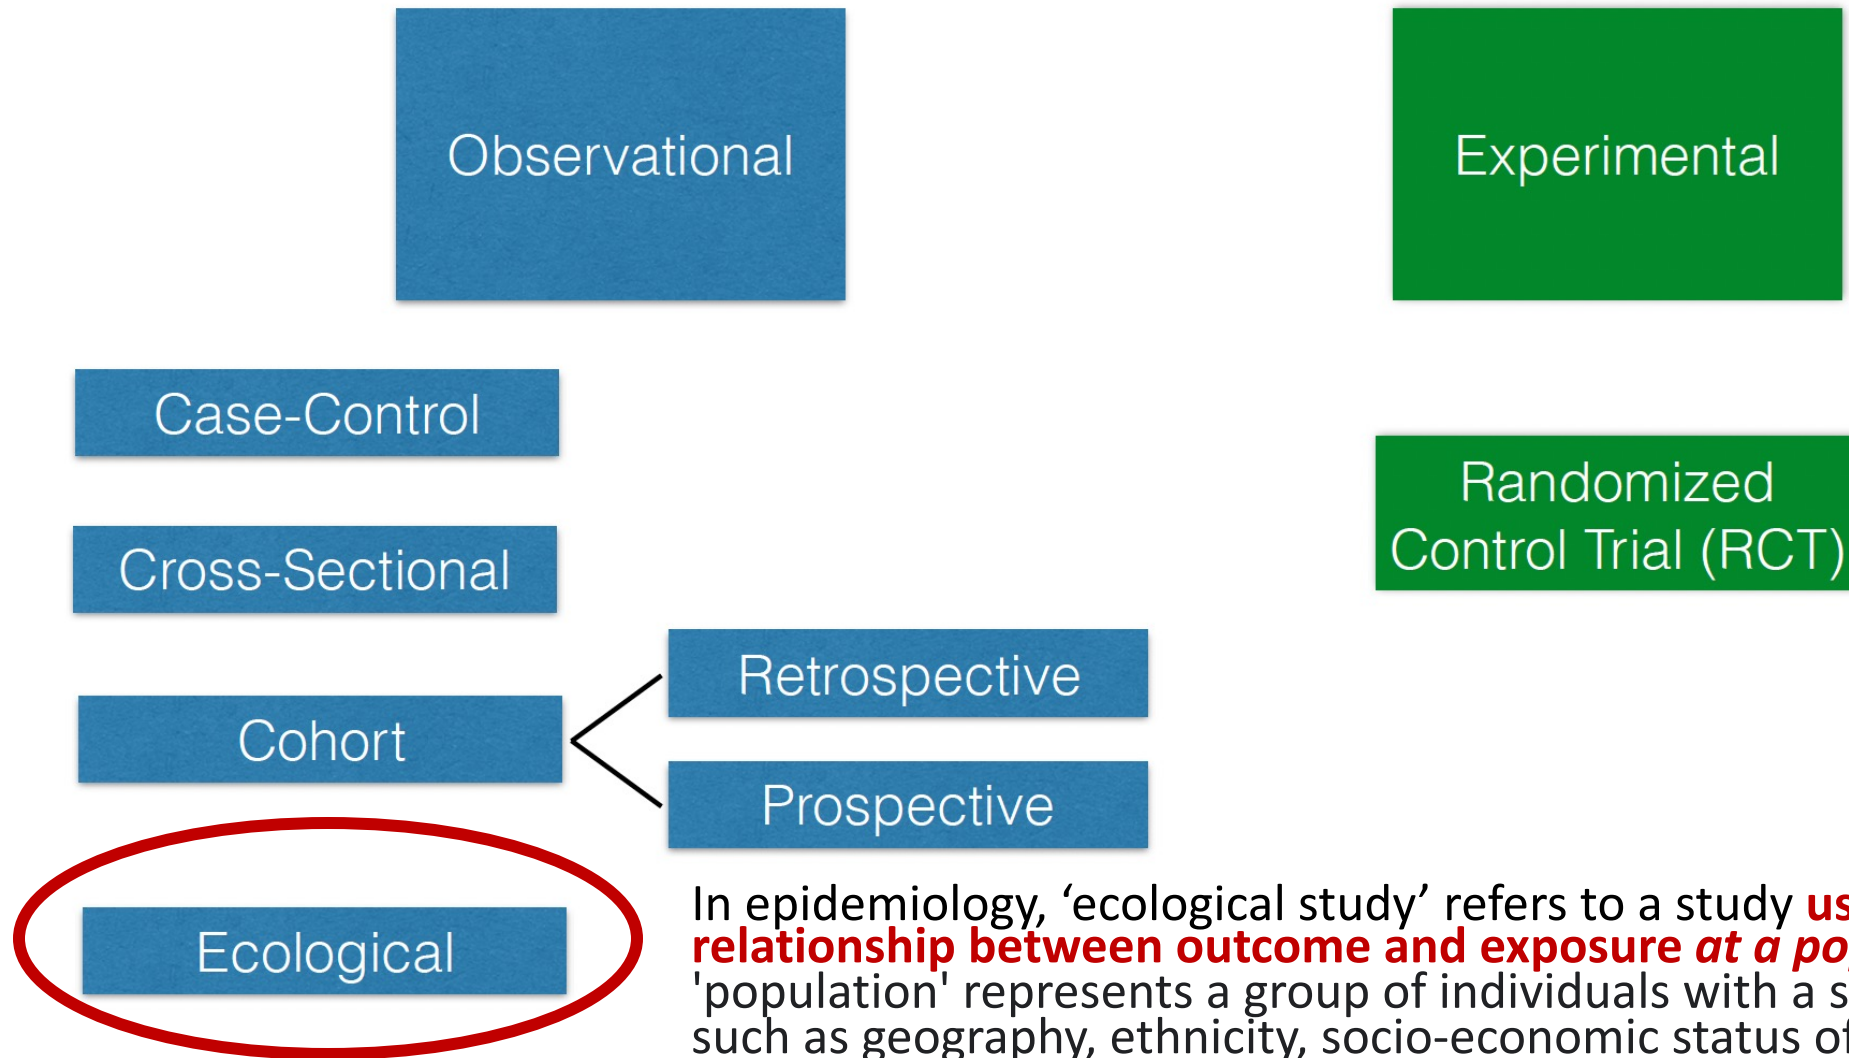 Observational
Experimental
Case-Control
Randomized
Control Trial (RCT)
Cross-Sectional
Retrospective
Cohort
Prospective
Ecological
In epidemiology, ‘ecological study’ refers to a study
relationship between outcome and exposure at a
'population' represents a group of individuals with a
such as geography, ethnicity, socio-economic status